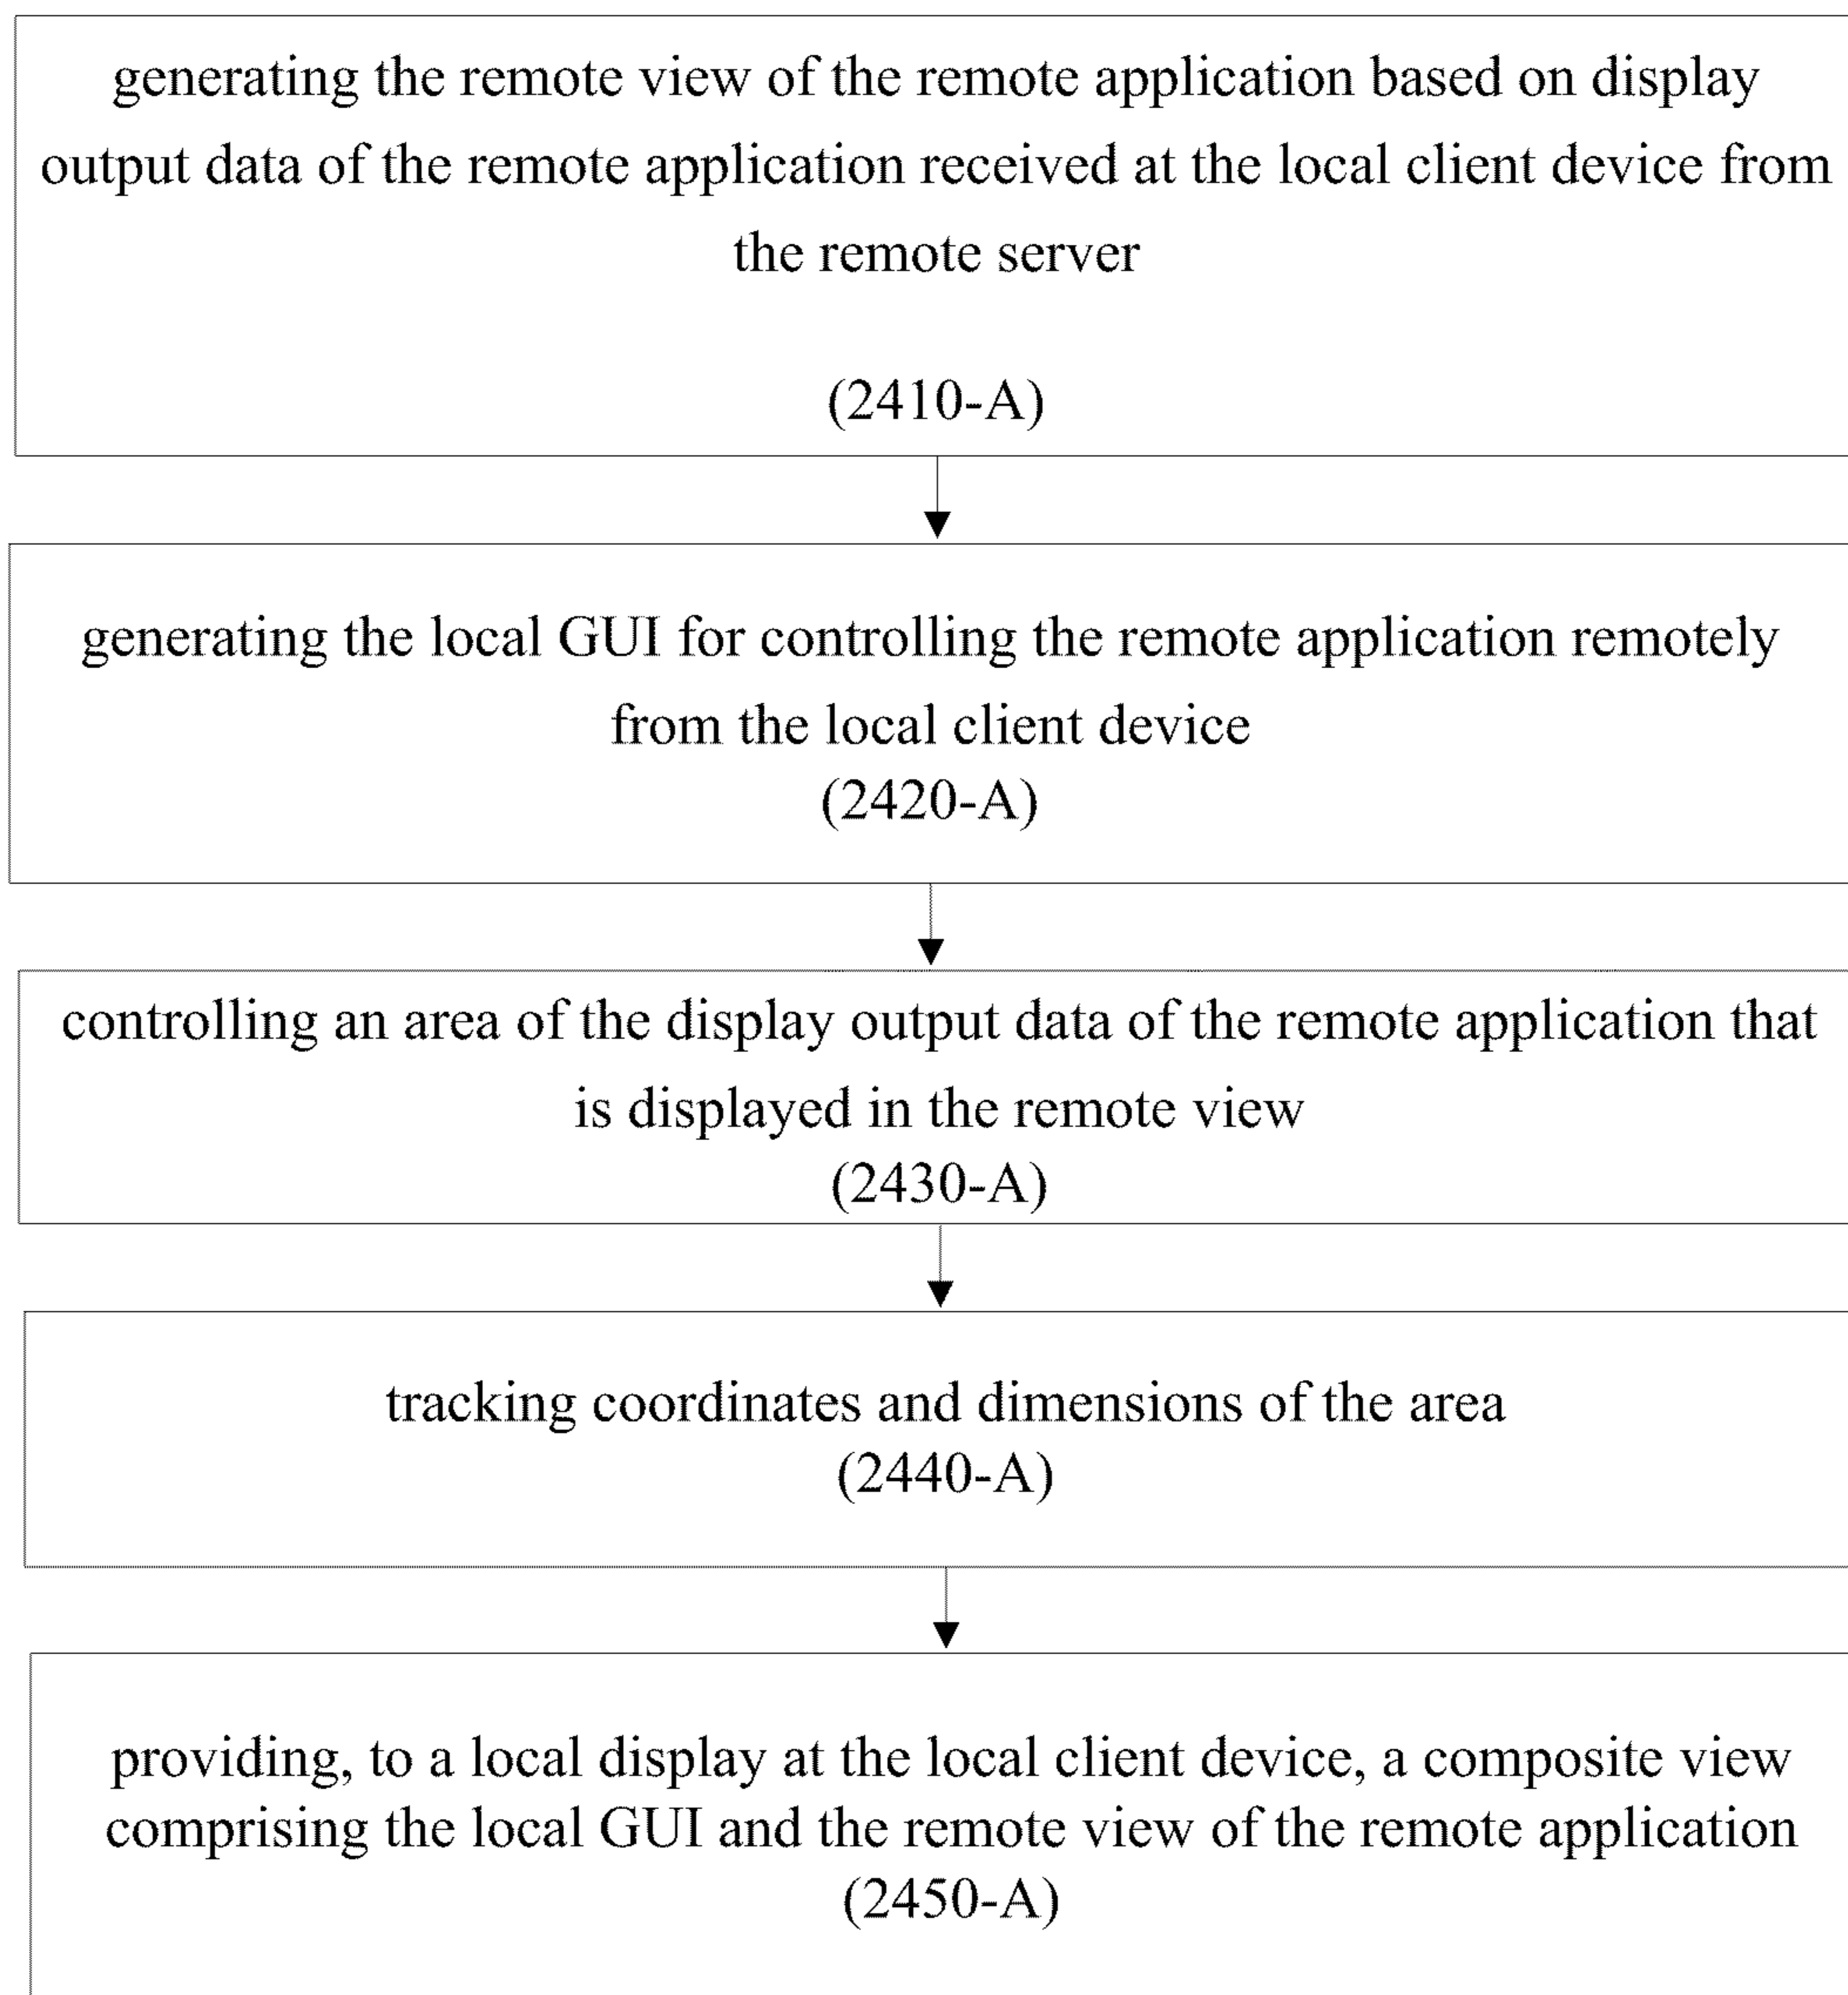 generating the remote view of the remote application based on display
output data of the remote application received at the local client device from
the remote server
(2410-A)
generating the local GUI for controlling the remote application remotely
from the local client device
(2420-A)
controlling an area of the display output data of the remote application that
is displayed in the remote view
(2430-A)
tracking coordinates and dimensions of the area
(2440-A)
providing, to a local display at the local client device, a composite view
comprising the local GUI and the remote view of the remote application
(2450-A)